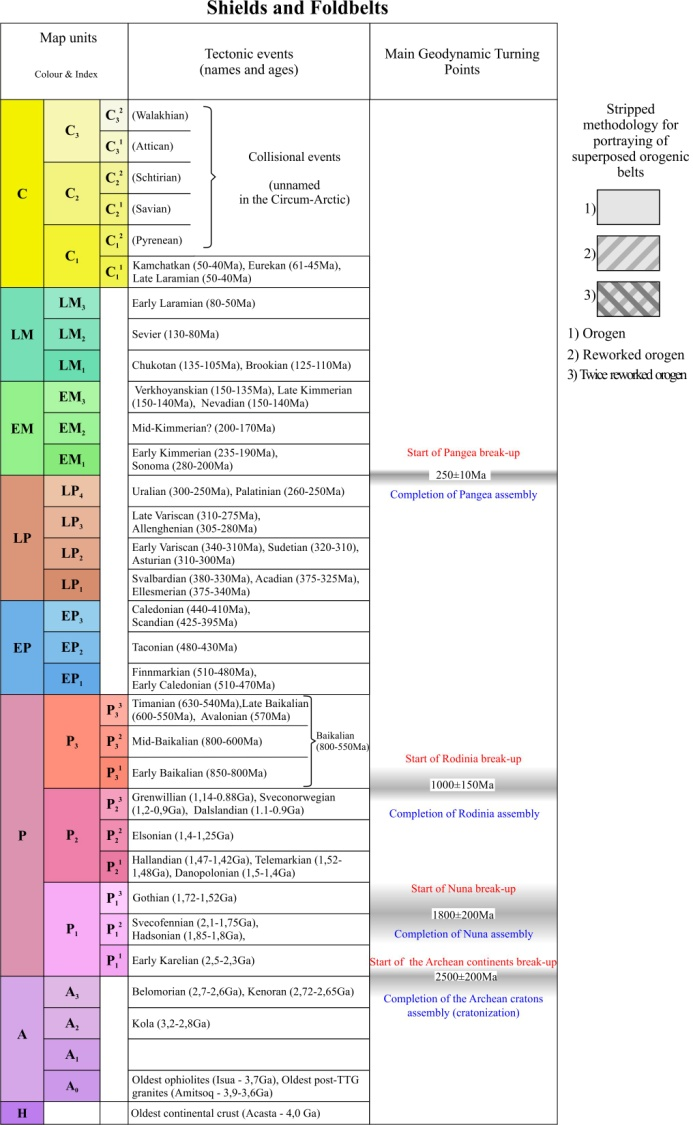 Shields and Foldbelts
Map units
Colour & Index
Tectonic events
(names and ages)
Main Geodynamic Turning
Points
C
C₃
C₃²
(Walakhian)
C₃¹
(Attican)
C₂
C₂²
(Schtirian)
C₂¹
(Savian)
C₁
C₁²
(Pyrenean)
Collisional events
(unnamed
in the Circum-Arctic)
C₁¹
Kamchatkan (50-40Ma), Eurekan (61-45Ma),
Late Laramian (50-40Ma)
LM
LM₃
Early Laramian (80-50Ma)
LM₂
Sevier (130-80Ma)
LM₁
Chukotan (135-105Ma), Brookian (125-110Ma)
EM
EM₃
Verkhoyanskian (150-135Ma), Late Kimmerian
(150-140Ma), Nevadian (150-140Ma)
EM₂
Mid-Kimmerian? (200-170Ma)
EM₁
Early Kimmerian (235-190Ma),
Sonoma (280-200Ma)
Start of Pangea break-up
250±10Ma
Completion of Pangea assembly
LP
LP₄
Uralian (300-250Ma), Palatinian (260-250Ma)
LP₃
Late Variscan (310-275Ma),
Allenghenian (305-280Ma)
LP₂
Early Variscan (340-310Ma), Sudetian (320-310),
Asturian (310-300Ma)
LP₁
Svalbardian (380-330Ma), Acadian (375-325Ma),
Ellesmerian (375-340Ma)
EP
EP₃
Caledonian (440-410Ma),
Scandian (425-395Ma)
EP₂
Taconian (480-430Ma)
EP₁
Finnmarkian (510-480Ma),
Early Caledonian (510-470Ma)
P
P₃
P₃³
Timanian (630-540Ma),Late Baikalian
(600-550Ma), Avalonian (570Ma)
P₃²
Mid-Baikalian (800-600Ma)
P₃¹
Early Baikalian (850-800Ma)
Baikalian
(800-550Ma)
Start of Rodinia break-up
1000±150Ma
Completion of Rodinia assembly
P₂
P₂³
Grenwillian (1,14-0.88Ga), Sveconorwegian
(1,2-0,9Ga), Dalslandian (1.1-0.9Ga)
P₂²
Elsonian (1,4-1,25Ga)
P₂¹
Hallandian (1,47-1,42Ga), Telemarkian (1,52-
1,48Ga), Danopolonian (1,5-1,4Ga)
P₁
P₁³
Gothian (1,72-1,52Ga)
P₁²
Svecofennian (2,1-1,75Ga),
Hadsonian (1,85-1,8Ga),
P₁¹
Early Karelian (2,5-2,3Ga)
Start of Nuna break-up
1800±200Ma
Completion of Nuna assembly
Start of the Archean continents break-up
2500±200Ma
Completion of the Archean cratons
assembly (cratonization)
A
A₃
Belomorian (2,7-2,6Ga), Kenoran (2,72-2,65Ga)
A₂
Kola (3,2-2,8Ga)
A₁
A₀
Oldest ophiolites (Isua - 3,7Ga), Oldest post-TTG
granites (Amitsoq - 3,9-3,6Ga)
H
Oldest continental crust (Acasta - 4,0 Ga)
Stripped
methodology for
portraying of
superposed orogenic
belts
1)
2)
3)
1) Orogen
2) Reworked orogen
3) Twice reworked orogen